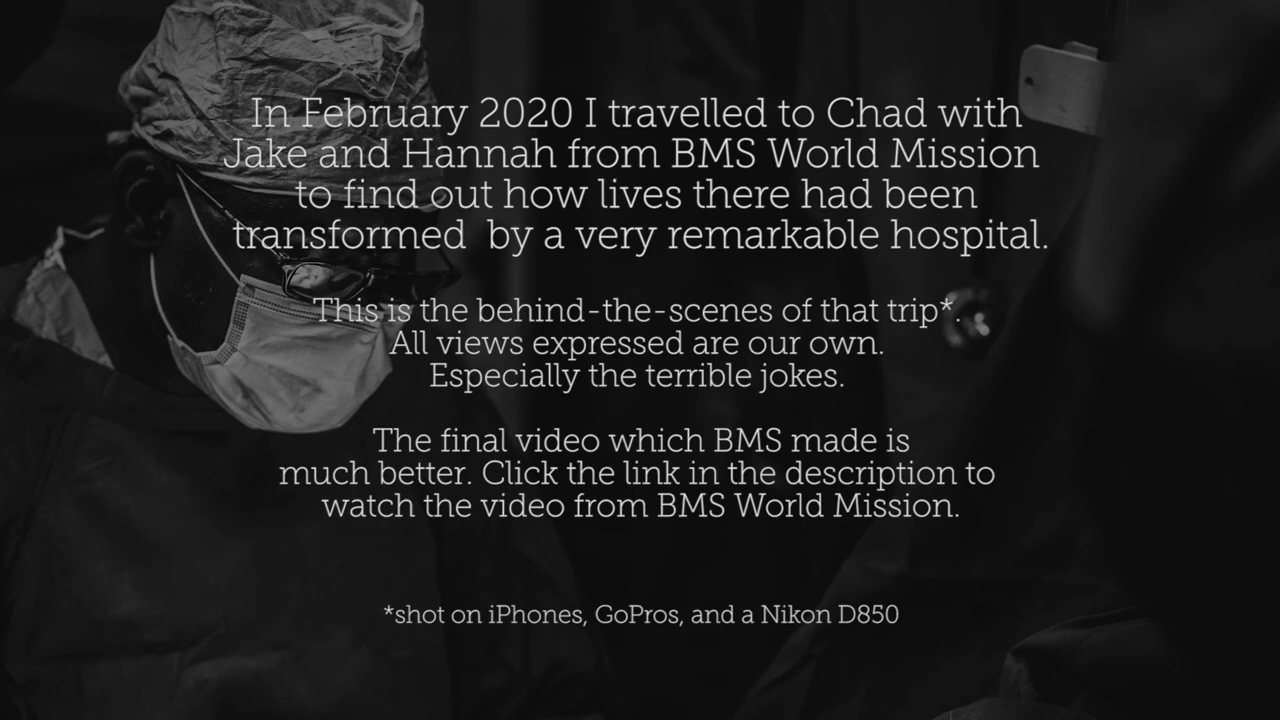 In February 2020 I travelled to Chad with
Jake and Hannah from BMS World Mission
to find out how lives there had been
transformed  by a very remarkable hospital.
This is the behind-the-scenes of that trip*.
All views expressed are our own.
Especially the terrible jokes.
The final video which BMS made is
much better. Click the link in the description to
watch the video from BMS World Mission.
*shot on iPhones, GoPros, and a Nikon D850